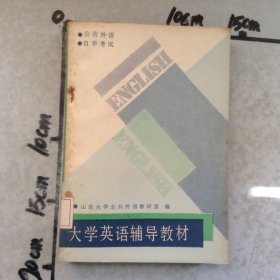 10cm 15cm
●公共外语
●自学考试
ENGLISH
ENGLISH
●山东大学公共外语教研室 编
大学英语辅导教材
10cm
15cm
20cm